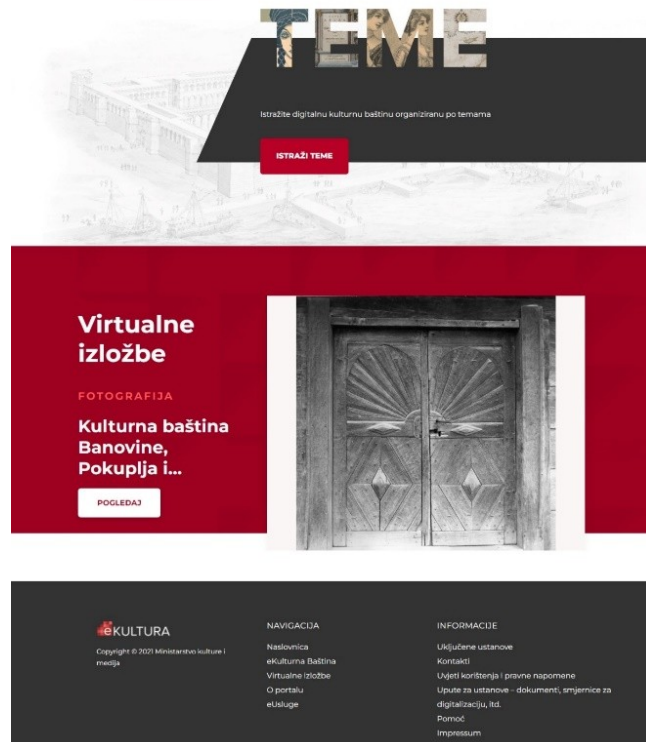 TEME
Istražite digitalnu kulturnu baštinu organiziranu po temama
ISTRAŽI TEME
Virtualne
izložbe
FOTOGRAFIJA
Kulturna baština
Banovine,
Pokuplja i...
POGLEDAJ
eKULTURA
Copyright © 2021 Ministarstvo kulture i
medija
NAVIGACIJA
Naslovnica
eKulturna Baština
Virtualne izložbe
O portalu
eUsluge
INFORMACIJE
Uključene ustanove
Kontakti
Uvjeti korištenja i pravne napomene
Upute za ustanove – dokumenti, smjernice za
digitalizaciju, itd.
Pomoć
Impressum